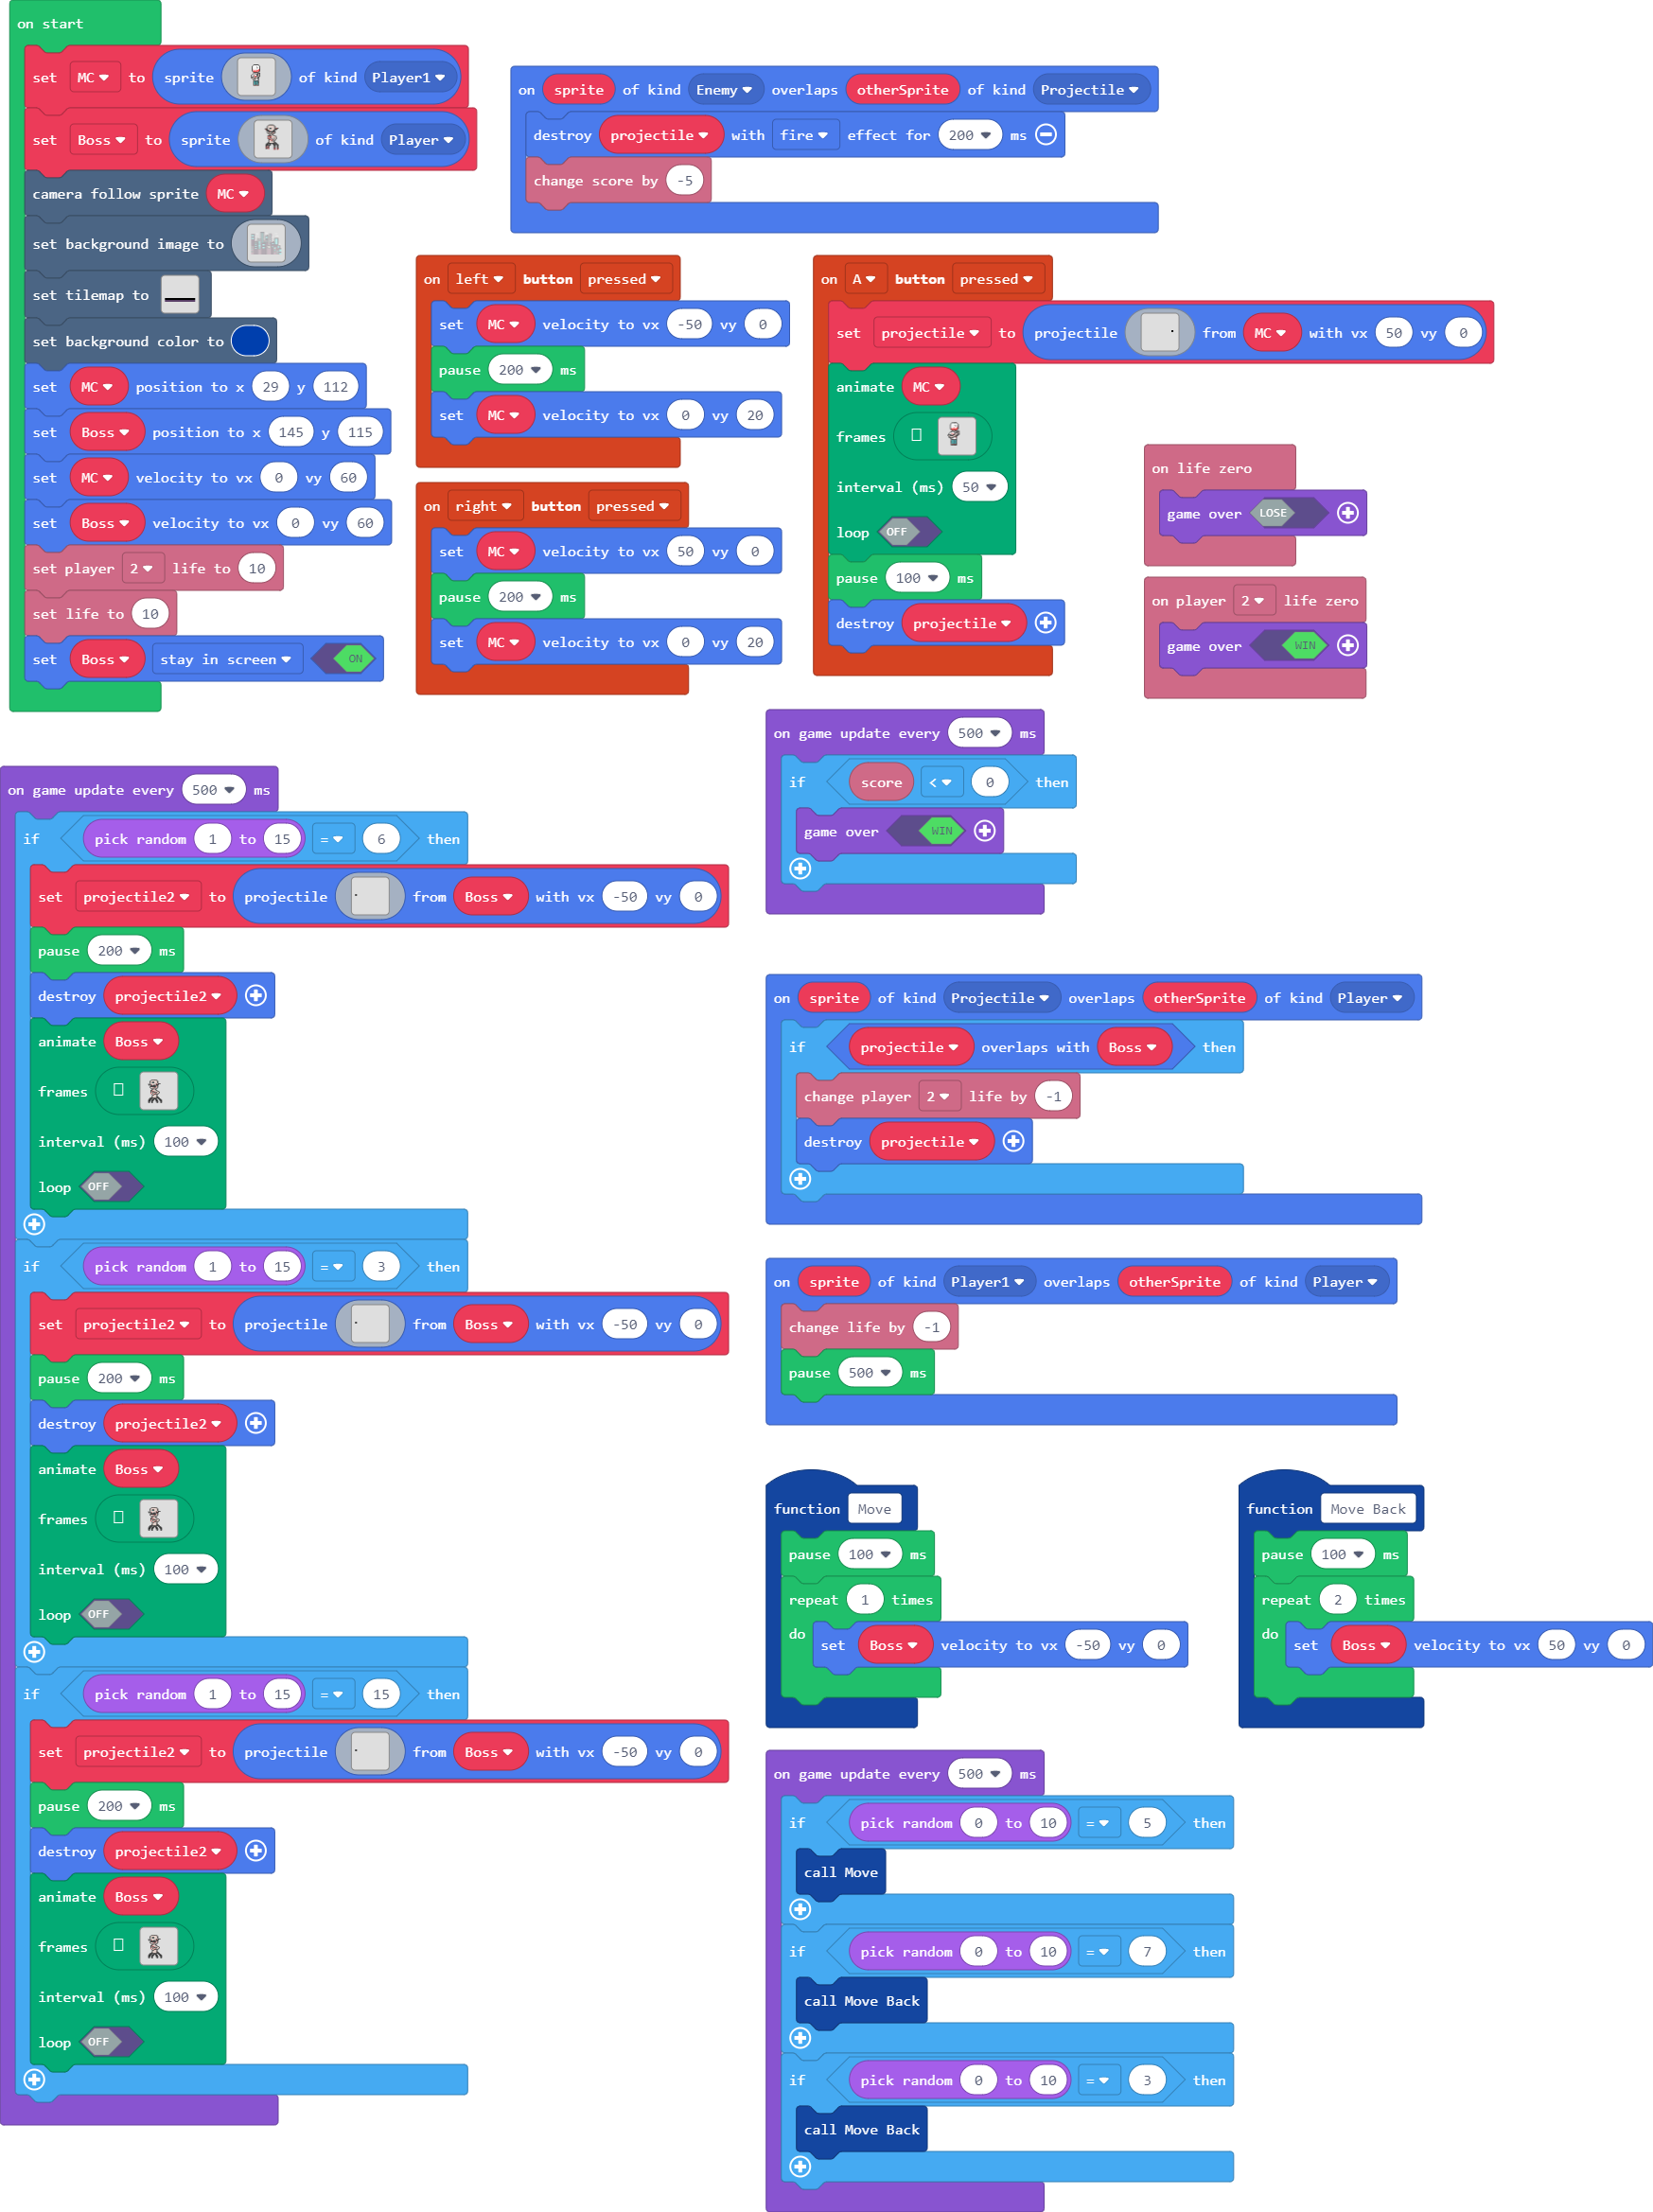 on start
set MC to sprite of kind Player1
set Boss to sprite of kind Player
camera follow sprite MC
set background image to
set tilemap to
set background color to
set MC position to x 29 y 112
set Boss position to x 145 y 115
set MC velocity to vx 0 vy 60
set Boss velocity to vx 0 vy 60
set player 2 life to 10
set life to 10
set Boss stay in screen ON
on sprite of kind Enemy overlaps otherSprite of kind Projectile
destroy projectile with fire effect for 200 ms
change score by -5
on left button pressed
set MC velocity to vx -50 vy 0
pause 200 ms
set MC velocity to vx 0 vy 20
on right button pressed
set MC velocity to vx 50 vy 0
pause 200 ms
set MC velocity to vx 0 vy 20
on A button pressed
set projectile to projectile from MC with vx 50 vy 0
animate MC
frames
interval (ms) 50
loop OFF
pause 100 ms
destroy projectile
on life zero
game over LOSE
on player 2 life zero
game over WIN
on game update every 500 ms
if pick random 1 to 15 = 6 then
set projectile2 to projectile from Boss with vx -50 vy 0
pause 200 ms
destroy projectile2
animate Boss
frames
interval (ms) 100
loop OFF
if pick random 1 to 15 = 3 then
set projectile2 to projectile from Boss with vx -50 vy 0
pause 200 ms
destroy projectile2
animate Boss
frames
interval (ms) 100
loop OFF
if pick random 1 to 15 = 15 then
set projectile2 to projectile from Boss with vx -50 vy 0
pause 200 ms
destroy projectile2
animate Boss
frames
interval (ms) 100
loop OFF
on game update every 500 ms
if score < 0 then
game over WIN
on sprite of kind Projectile overlaps otherSprite of kind Player
if projectile overlaps with Boss then
change player 2 life by -1
destroy projectile
on sprite of kind Player1 overlaps otherSprite of kind Player
change life by -1
pause 500 ms
function Move
pause 100 ms
repeat 1 times
do set Boss velocity to vx -50 vy 0
function Move Back
pause 100 ms
repeat 2 times
do set Boss velocity to vx 50 vy 0
on game update every 500 ms
if pick random 0 to 10 = 5 then
call Move
if pick random 0 to 10 = 7 then
call Move Back
if pick random 0 to 10 = 3 then
call Move Back